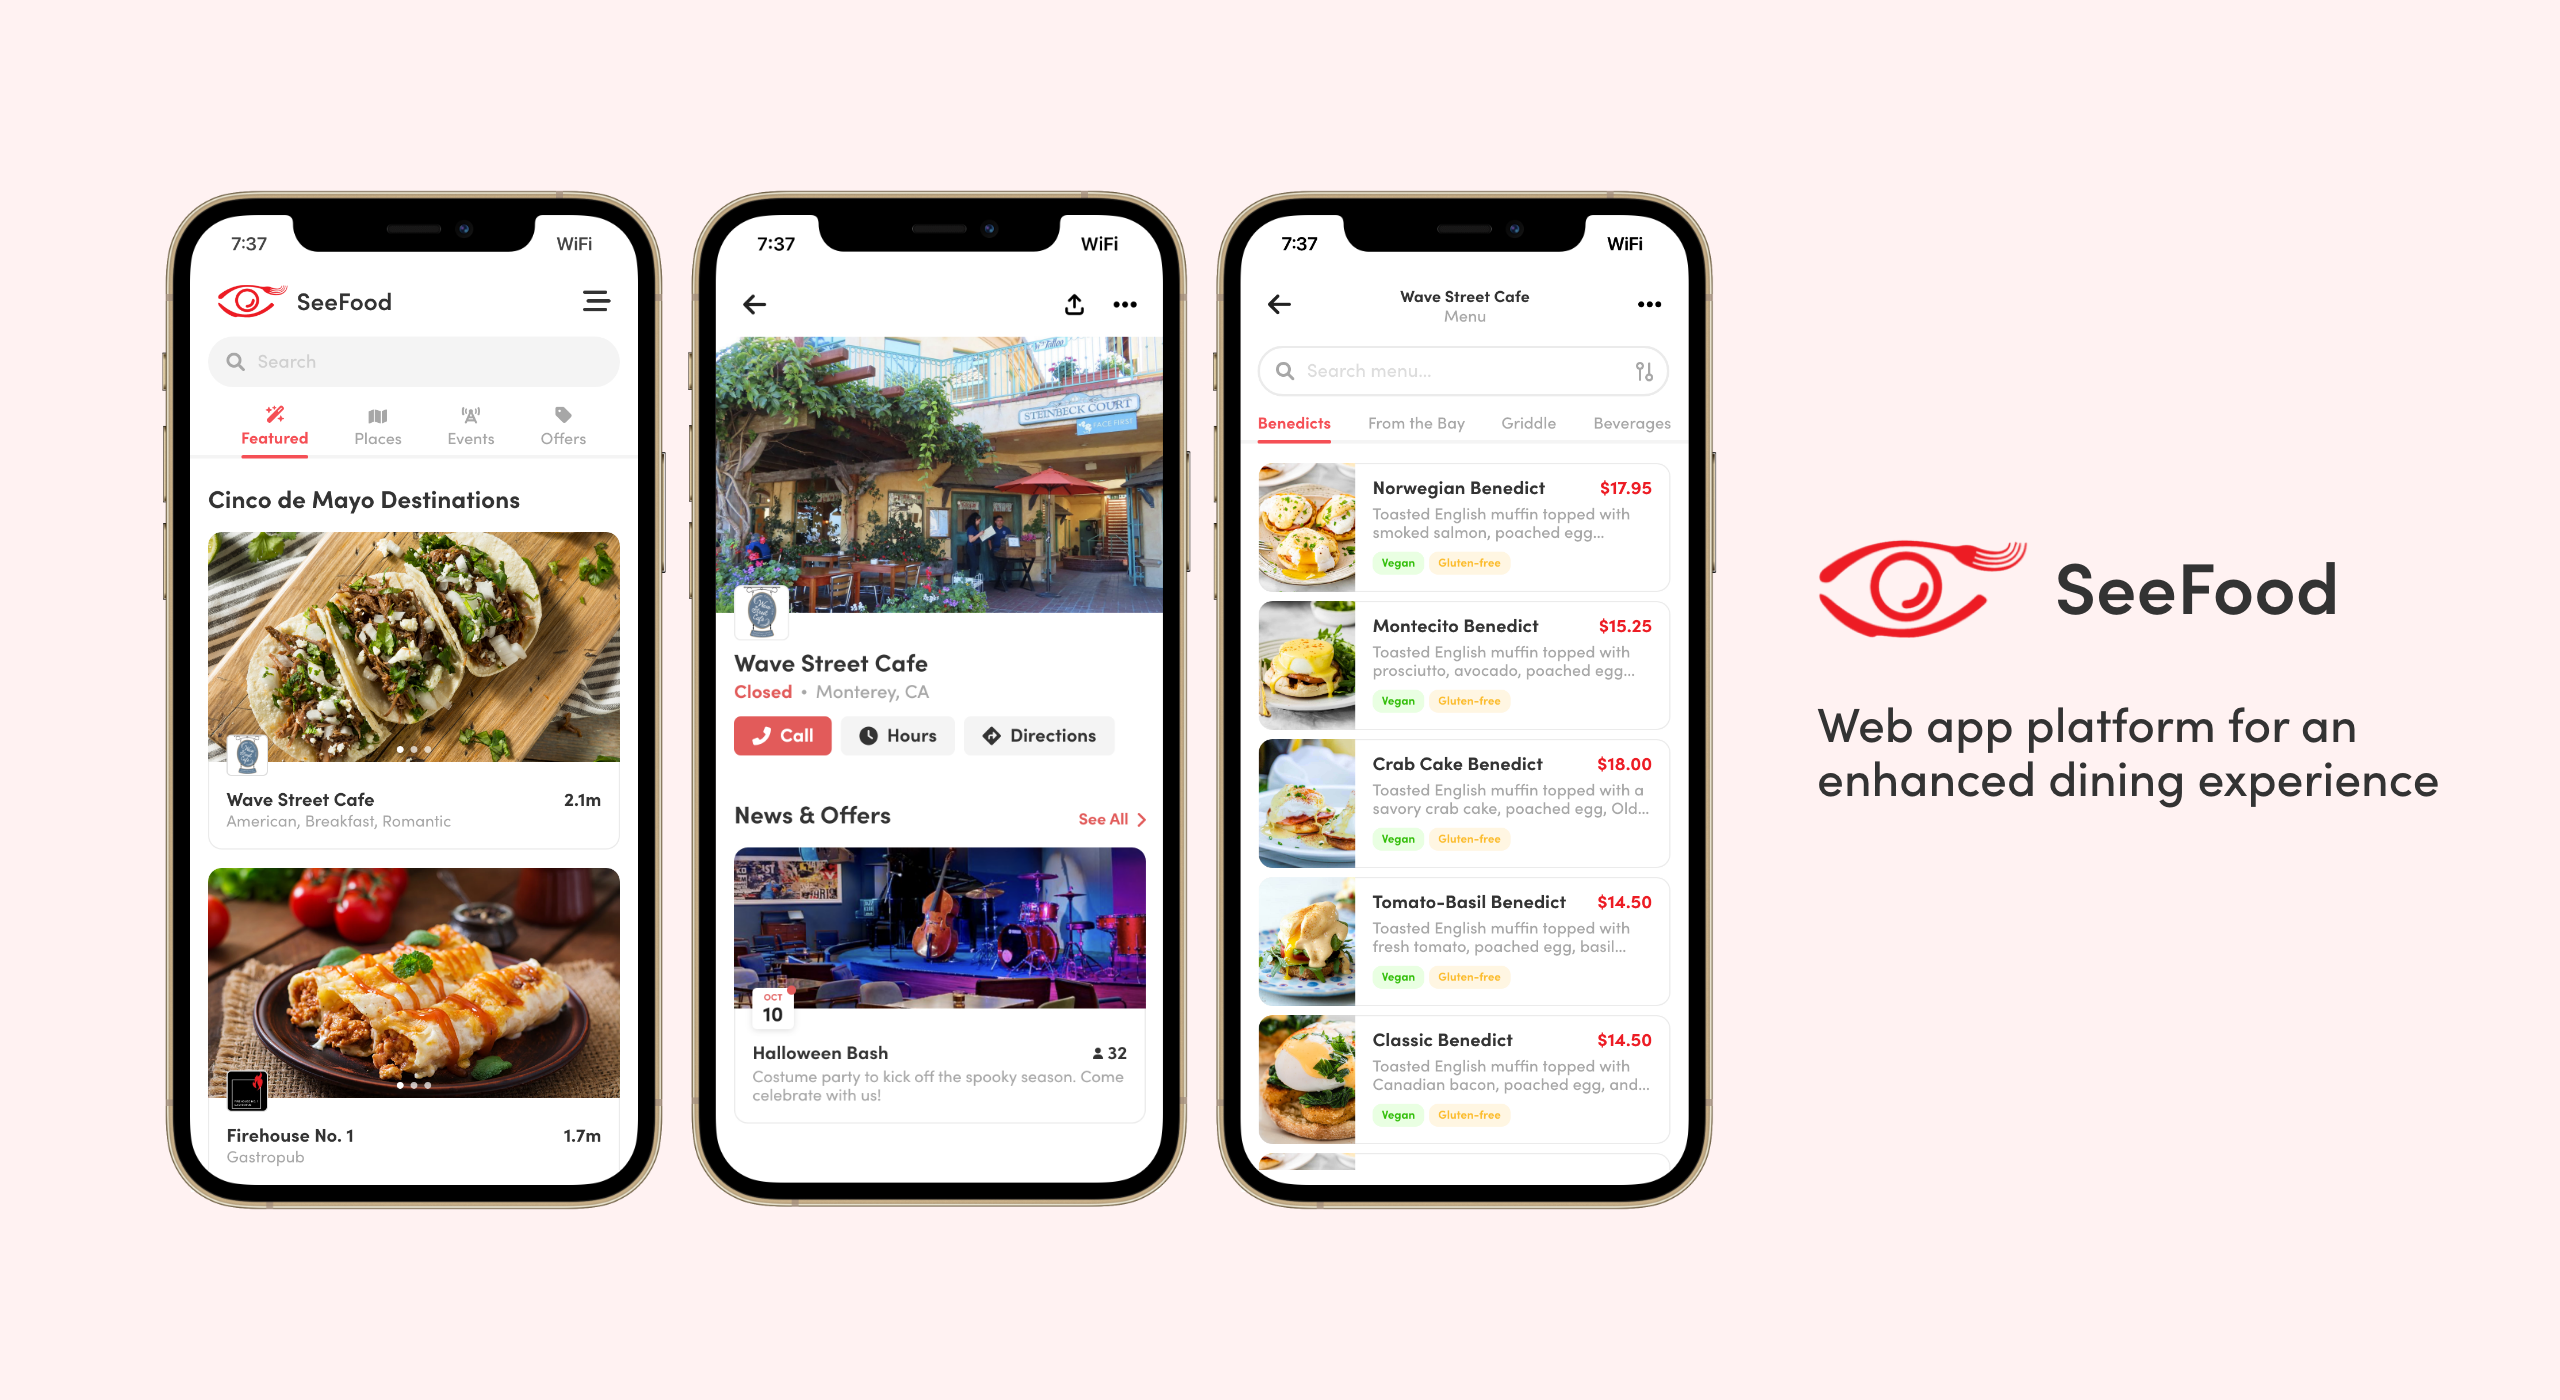 7:37
WiFi
SeeFood
Search
Featured
Places
Events
Offers
Cinco de Mayo Destinations
Wave Street Cafe
2.1m
American, Breakfast, Romantic
Firehouse No. 1
1.7m
Gastropub
7:37
WiFi
STEINBECK COURT
FACE FIRST
Wave Street Cafe
Closed • Monterey, CA
Call
Hours
Directions
News & Offers
See All
OCT
10
Halloween Bash
32
Costume party to kick off the spooky season. Come
celebrate with us!
7:37
WiFi
Wave Street Cafe
Menu
Search menu...
Benedicts
From the Bay
Griddle
Beverages
Norwegian Benedict
$17.95
Toasted English muffin topped with
smoked salmon, poached egg...
Vegan
Gluten-free
Montecito Benedict
$15.25
Toasted English muffin topped with
prosciutto, avocado, poached egg...
Vegan
Gluten-free
Crab Cake Benedict
$18.00
Toasted English muffin topped with a
savory crab cake, poached egg, Old...
Vegan
Gluten-free
Tomato-Basil Benedict
$14.50
Toasted English muffin topped with
fresh tomato, poached egg, basil...
Vegan
Gluten-free
Classic Benedict
$14.50
Toasted English muffin topped with
Canadian bacon, poached egg, and...
Vegan
Gluten-free
SeeFood
Web app platform for an
enhanced dining experience